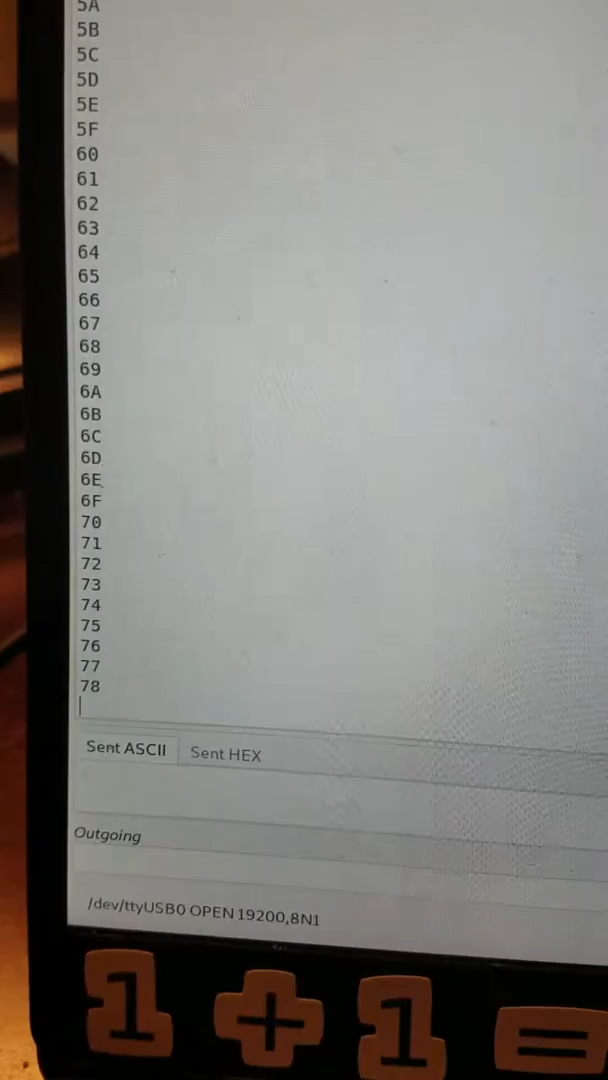 5A
5B
5C
5D
5E
5F
60
61
62
63
64
65
66
67
68
69
6A
6B
6C
6D
6E
6F
70
71
72
73
74
75
76
77
78
Sent ASCII Sent HEX
Outgoing
/dev/ttyUSB0 OPEN 19200,8N1
1 + 1 =